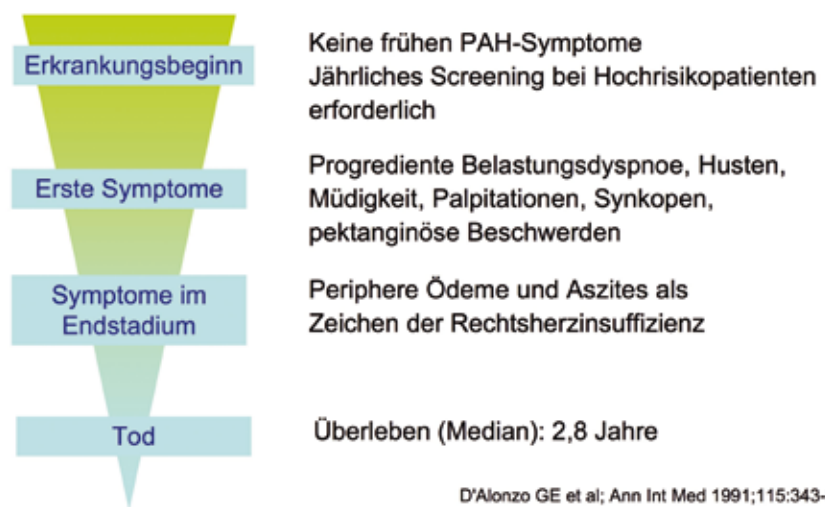 Erkrankungsbeginn
Keine frühen PAH-Symptome
Jährliches Screening bei Hochrisikopatienten
erforderlich
Erste Symptome
Progrediente Belastungsdyspnoe, Husten,
Müdigkeit, Palpitationen, Synkopen,
pektanginöse Beschwerden
Symptome im
Endstadium
Periphere Ödeme und Aszites als
Zeichen der Rechtsherzinsuffizienz
Tod
Überleben (Median): 2,8 Jahre
D'Alonzo GE et al; Ann Int Med 1991;115:343-